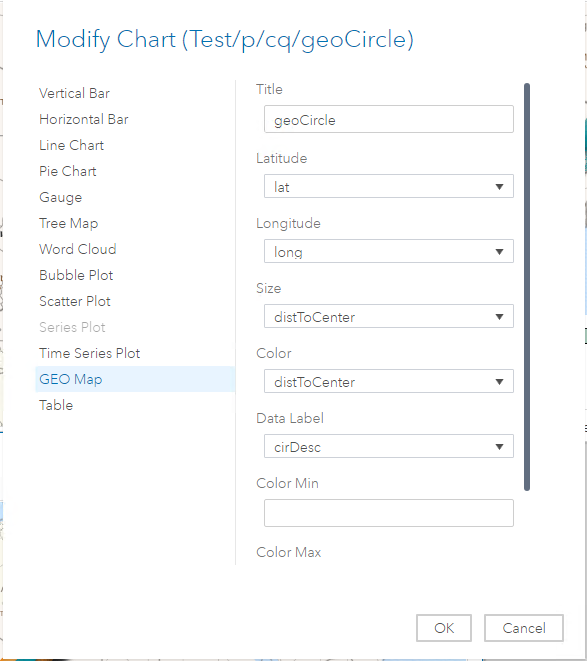 Modify Chart (Test/p/cq/geoCircle)
Vertical Bar
Horizontal Bar
Line Chart
Pie Chart
Gauge
Tree Map
Word Cloud
Bubble Plot
Scatter Plot
Series Plot
Time Series Plot
GEO Map
Table
Title
geoCircle
Latitude
lat
Longitude
long
Size
distToCenter
Color
distToCenter
Data Label
cirDesc
Color Min
Color Max
OK
Cancel